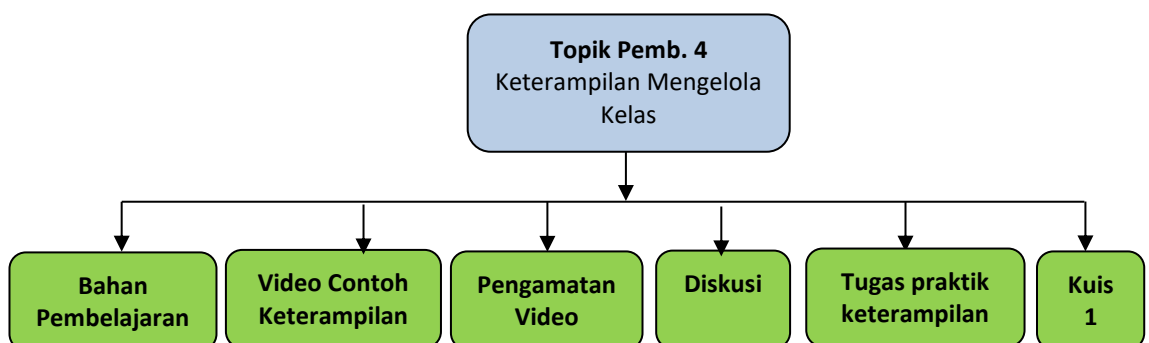 Topik Pemb. 4
Keterampilan Mengelola
Kelas
Bahan
Pembelajaran
Video Contoh
Keterampilan
Pengamatan
Video
Diskusi
Tugas praktik
keterampilan
Kuis
1